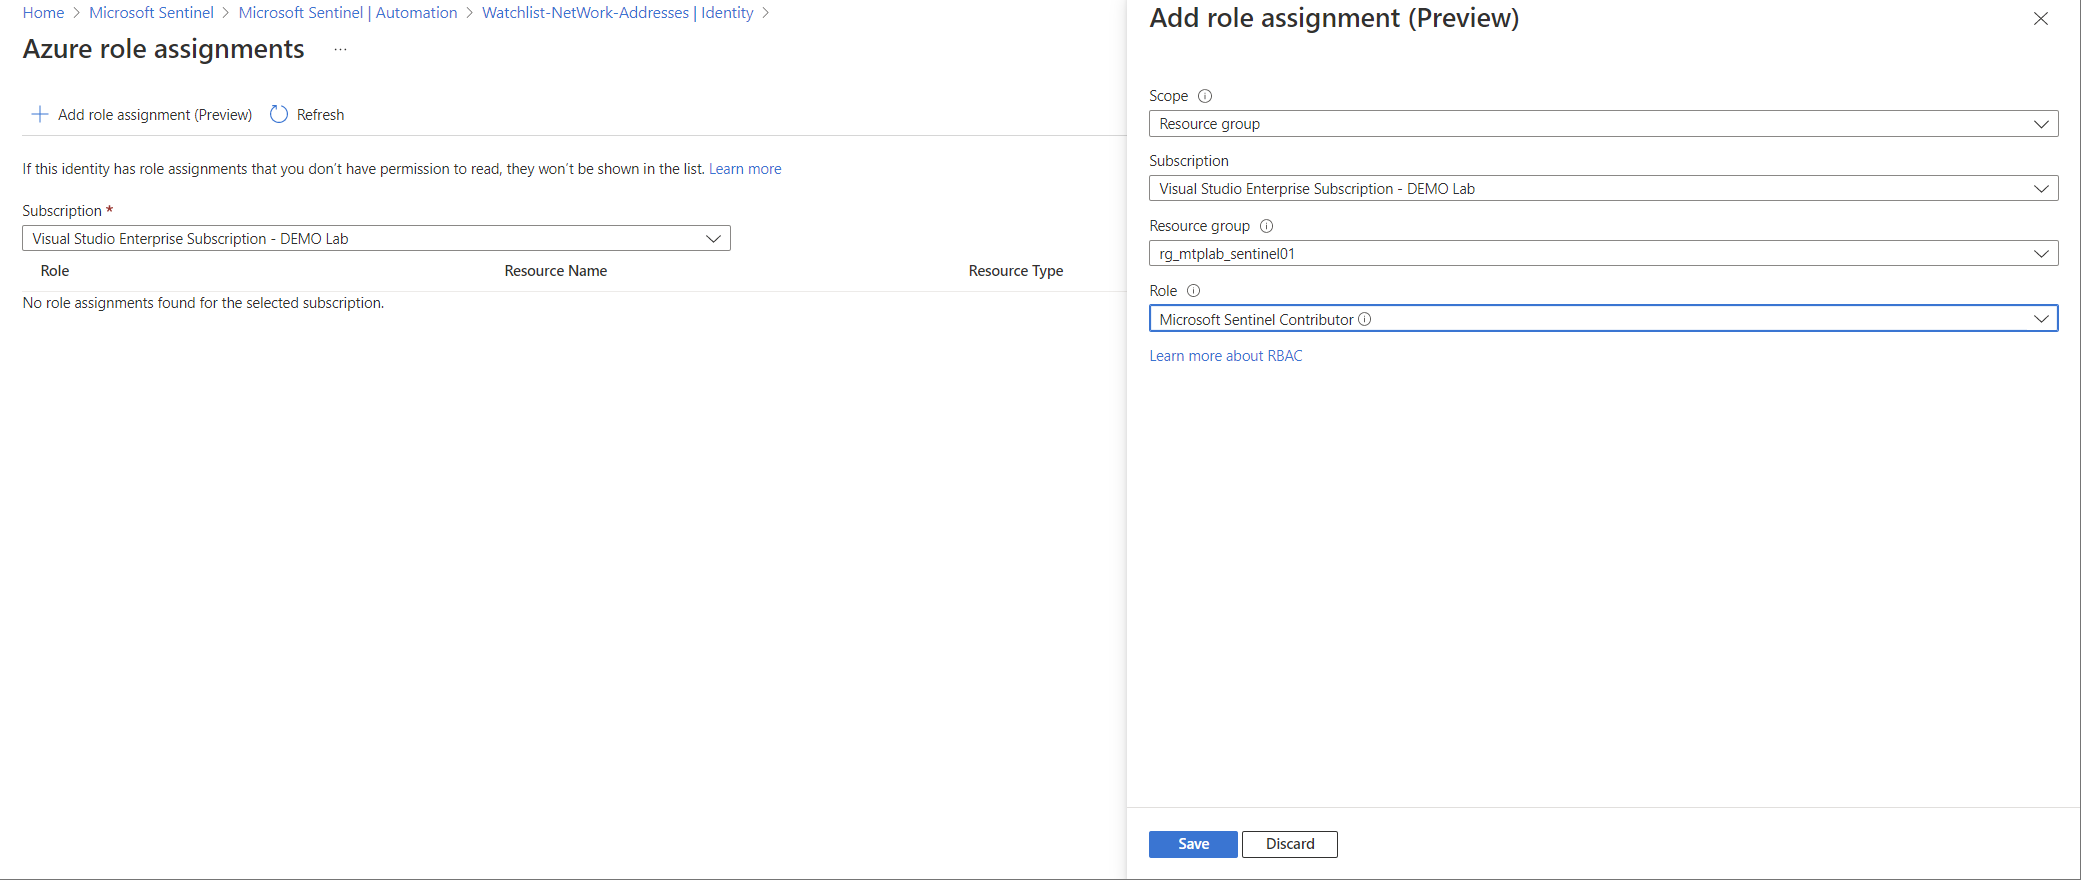 Home > Microsoft Sentinel > Microsoft Sentinel | Automation > Watchlist-NetWork-Addresses | Identity >
Azure role assignments ...
Add role assignment (Preview) Refresh
If this identity has role assignments that you don't have permission to read, they won't be shown in the list. Learn more
Subscription *
Visual Studio Enterprise Subscription - DEMO Lab
Role Resource Name Resource Type
No role assignments found for the selected subscription.
Add role assignment (Preview)
Scope
Resource group
Subscription
Visual Studio Enterprise Subscription - DEMO Lab
Resource group
rg_mtplab_sentinel01
Role
Microsoft Sentinel Contributor
Learn more about RBAC
Save Discard